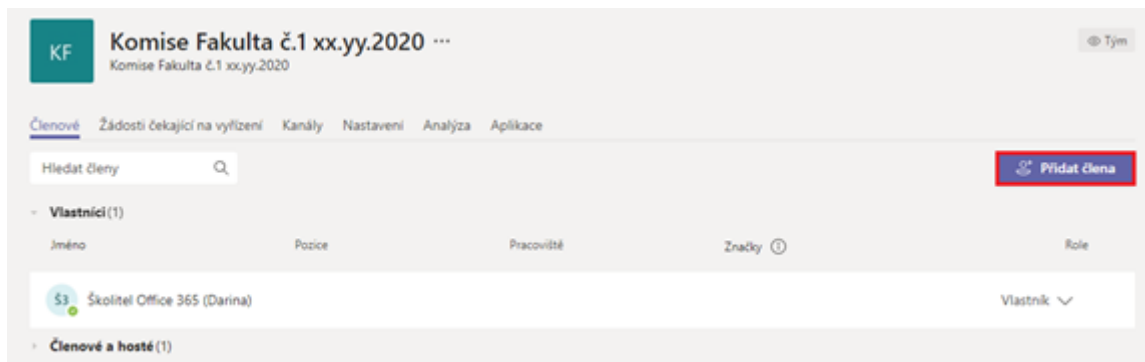 KF
Komise Fakulta č.1 xx.yy.2020 ...
Komise Fakulta č.1 xx.yy.2020
Tým
Členové Žádosti čekající na vyřízení Kanály Nastavení Analýza Aplikace
Hledat členy
Přidat člena
Vlastníci (1)
Jméno Pozice Pracoviště Značky Role
Š3 Školitel Office 365 (Darina) Vlastník
Členové a hosté (1)